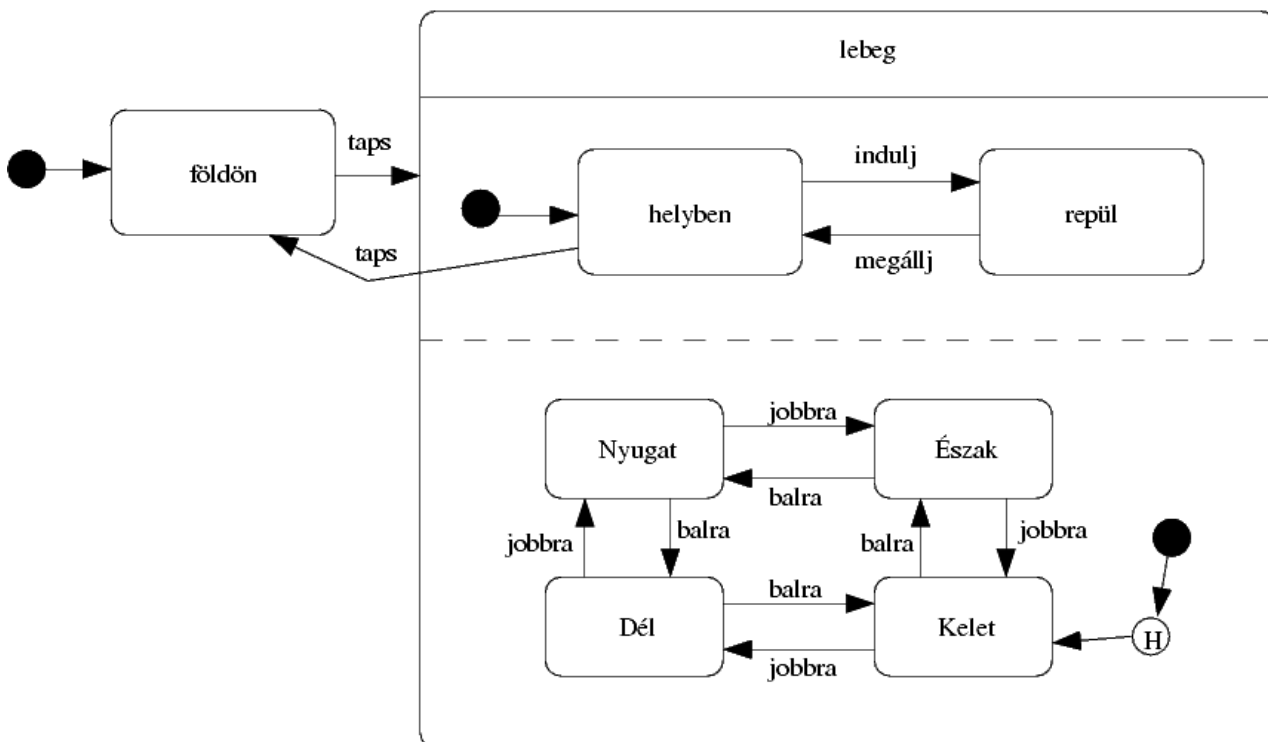 lebeg
taps
földön
indulj
helyben
repül
taps
megállj
jobbra
Nyugat
Észak
balra
jobbra
balra
balra
jobbra
balra
Dél
Kelet
H
jobbra